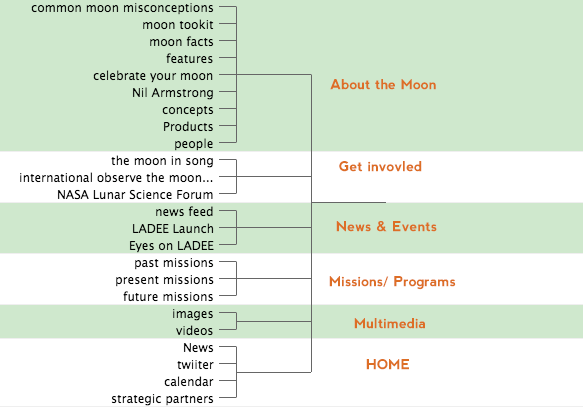 common moon misconceptions
moon tookit
moon facts
features
celebrate your moon
Nil Armstrong
concepts
Products
people
About the Moon
the moon in song
international observe the moon...
NASA Lunar Science Forum
Get invovled
news feed
LADEE Launch
Eyes on LADEE
News & Events
past missions
present missions
future missions
Missions/ Programs
images
videos
Multimedia
News
twiiter
calendar
strategic partners
HOME